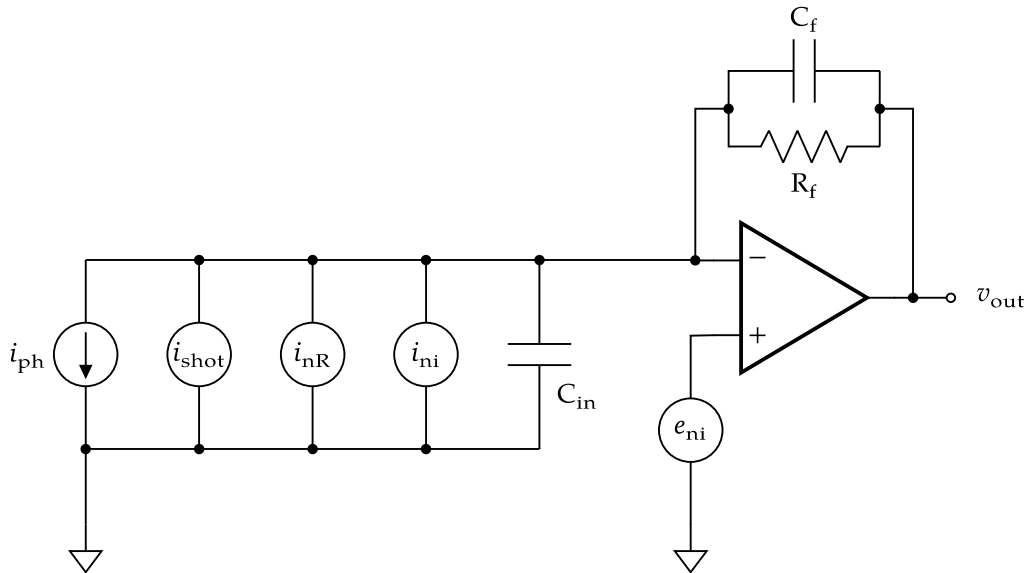 C_f
R_f
−
+
v_out
i_ph
i_shot
i_nR
i_ni
C_in
e_ni